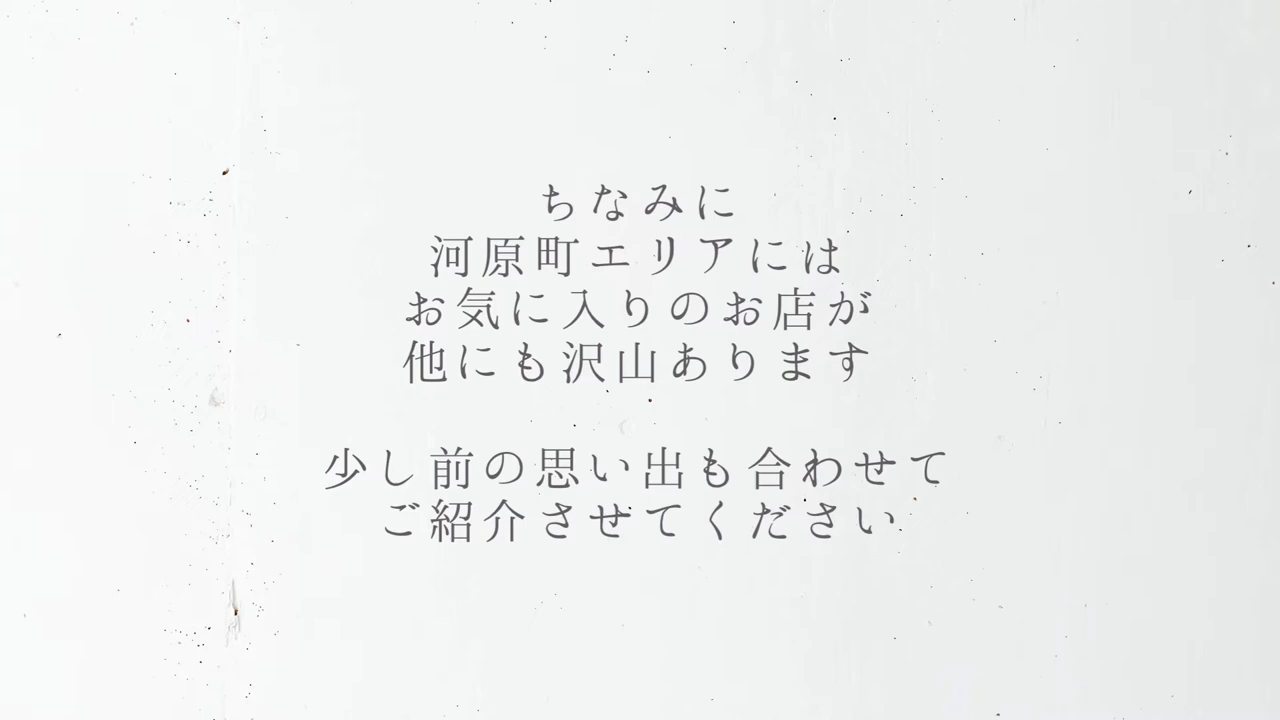 ちなみに
河原町エリアには
お気に入りのお店が
他にも沢山あります
少し前の思い出も合わせて
ご紹介させてください